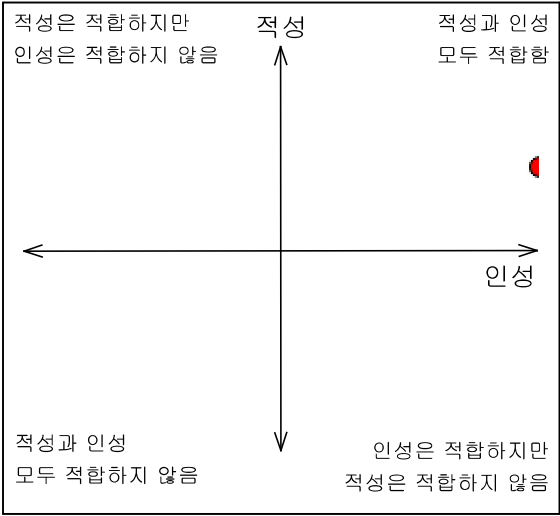 적성은 적합하지만
인성은 적합하지 않음
적성
적성과 인성
모두 적합함
인성
적성과 인성
모두 적합하지 않음
인성은 적합하지만
적성은 적합하지 않음